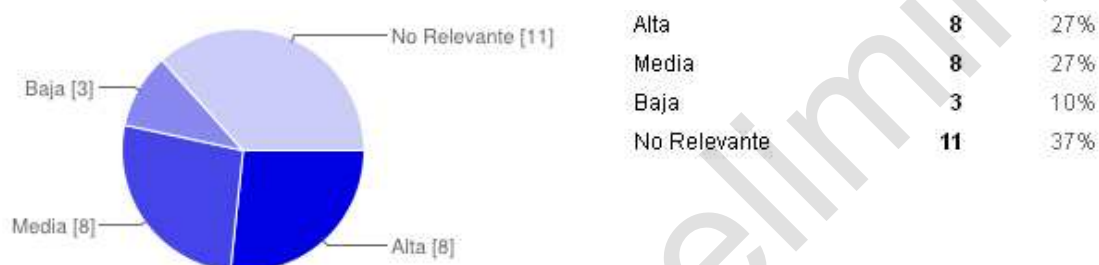 No Relevante [11]
Baja [3]
Media [8]
Alta [8]
Alta 8 27%
Media 8 27%
Baja 3 10%
No Relevante 11 37%
elimi